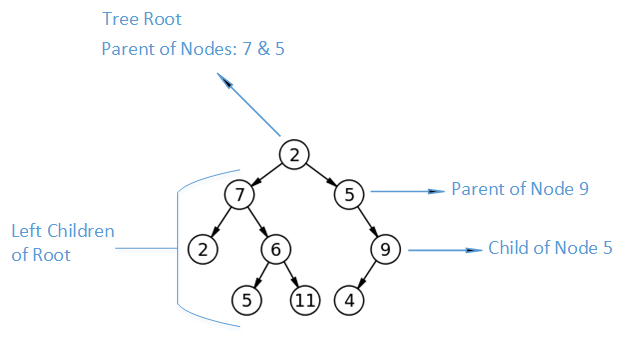 Tree Root
Parent of Nodes: 7 & 5
2
7
5
Parent of Node 9
Left Children
of Root
2
6
9
Child of Node 5
5
11
4